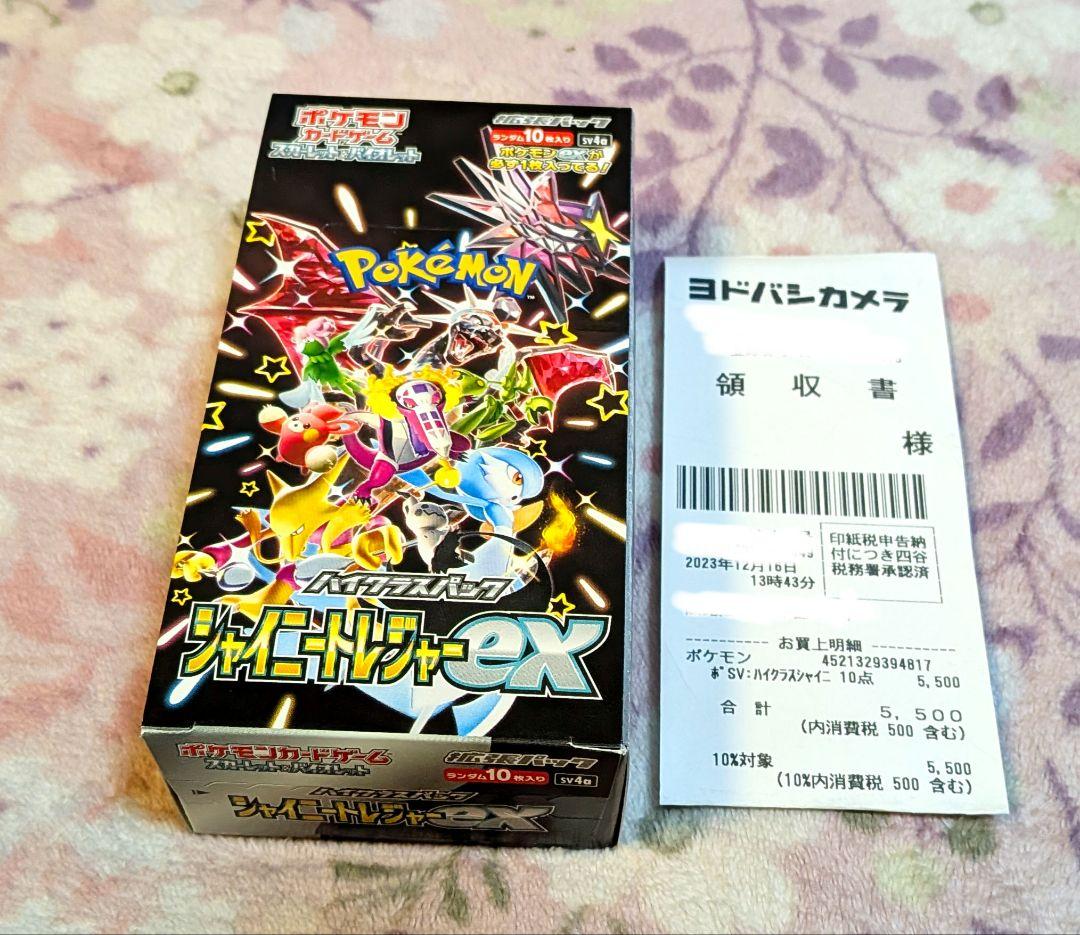 ポケモン
カードゲーム
スカーレット&バイオレット
拡張パック
ランダム10枚入り sv4a
ポケモンexが
必ず1枚入ってる!
POKÉMON
TM
ハイクラスパック
シャイニートレジャーex
ポケモンカードゲーム
スカーレット&バイオレット
拡張パック
ランダム10枚入り sv4a
ハイクラスパック
シャイニートレジャーex
ヨドバシカメラ
領 収 書
様
印紙税申告納
付につき四谷
税務署承認済
2023年12月16日
13時43分
---------- お買上明細 ----------
ポケモン 4521329394817
ポSV:ハイクラスシャイニ 10点 5,500
合 計 5,500
(内消費税 500 含む)
10%対象 5,500
(10%内消費税 500 含む)